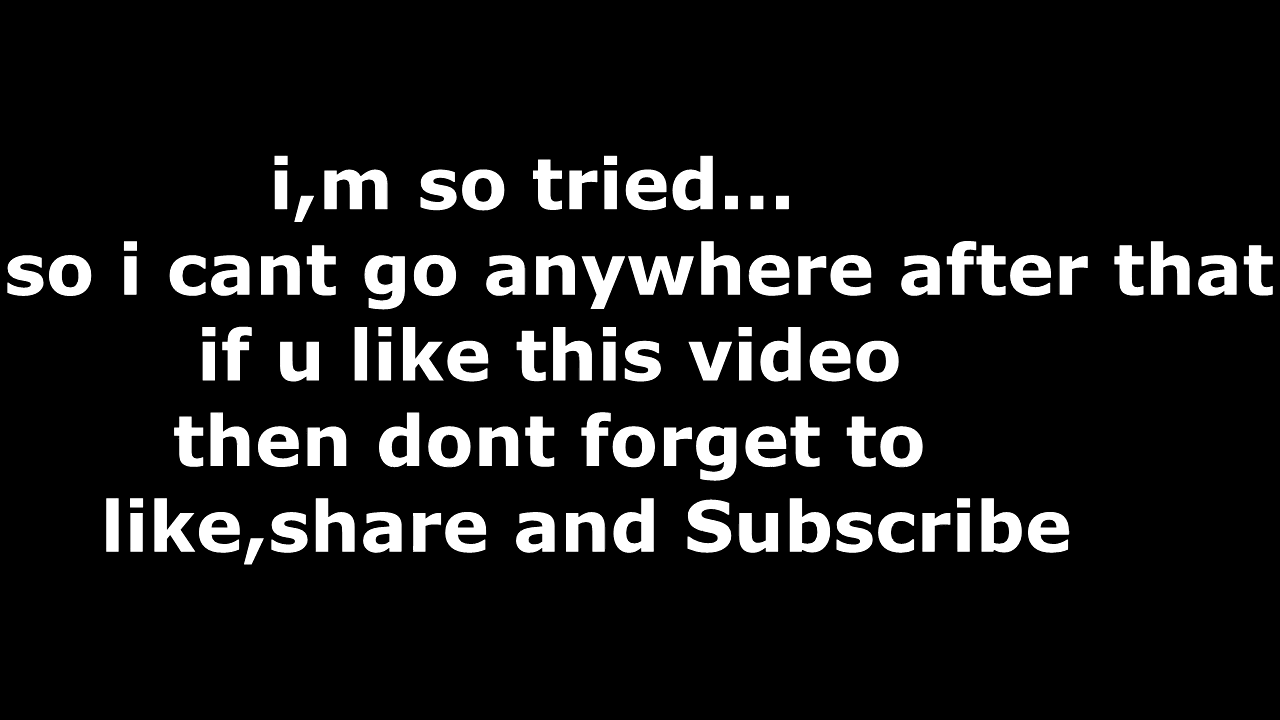 i,m so tried...
so i cant go anywhere after that
if u like this video
then dont forget to
like,share and Subscribe